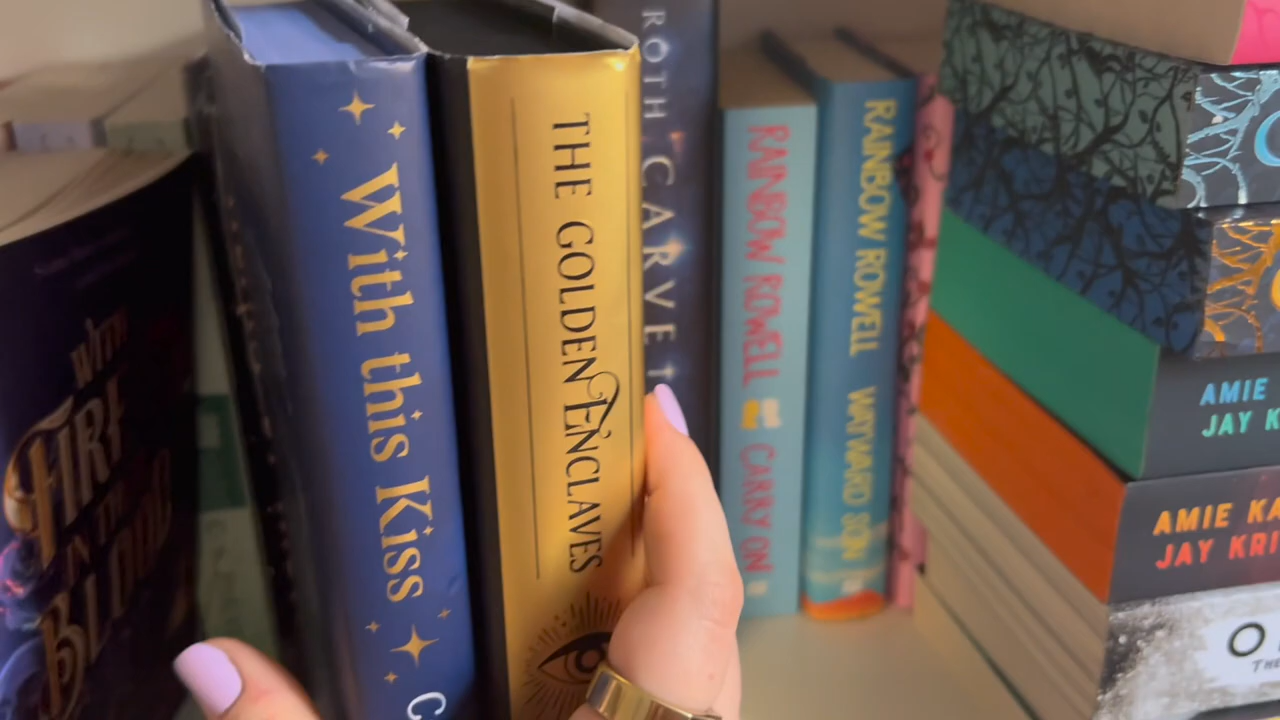 With
FIRE
IN THE
BLOOD
With this Kiss
C
THE GOLDEN ENCLAVES
ROTH CARVE
RAINBOW ROWELL CARRY ON
RAINBOW ROWELL WAYWARD SON
AMIE
JAY K
AMIE KA
JAY KRI
O
THE